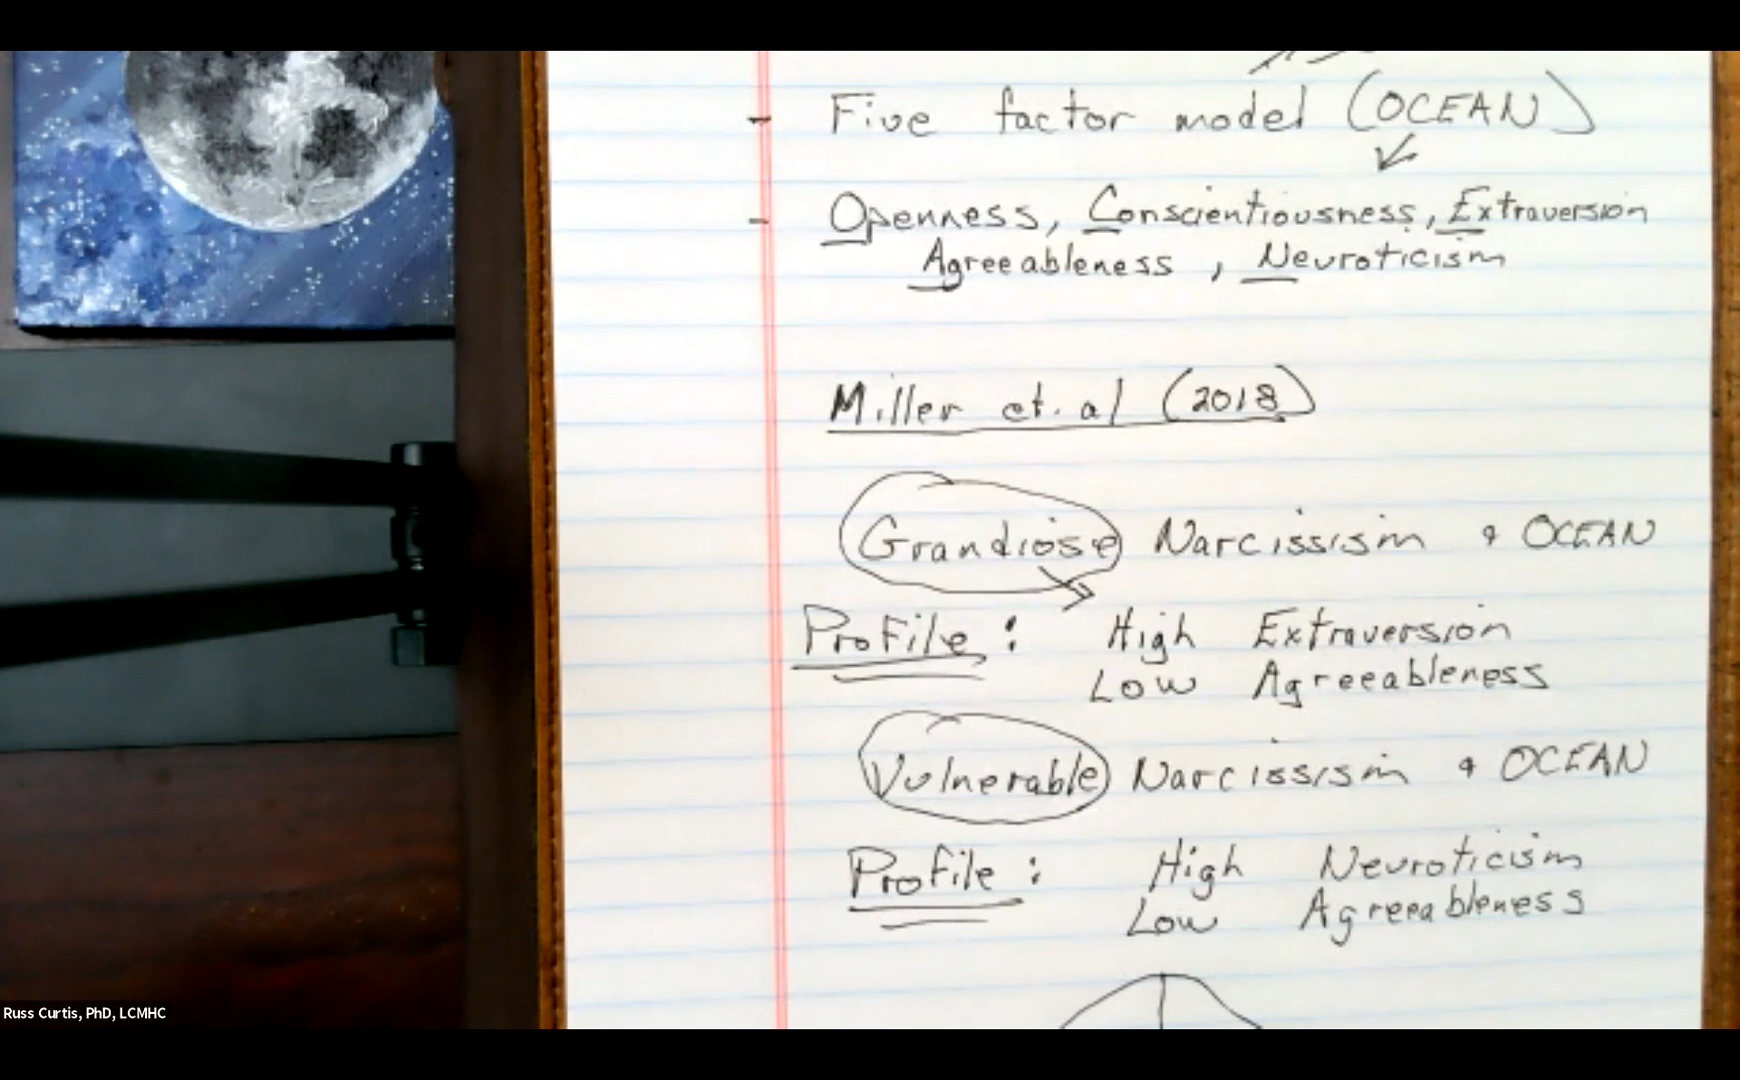 - Five factor model (OCEAN)
- Openness, Conscientiousness, Extraversion
Agreeableness, Neuroticism
Miller et. al (2018)
Grandiose Narcissism & OCEAN
Profile: High Extraversion
Low Agreeableness
Vulnerable Narcissism & OCEAN
Profile: High Neuroticism
Low Agreeableness
Russ Curtis, PhD, LCMHC